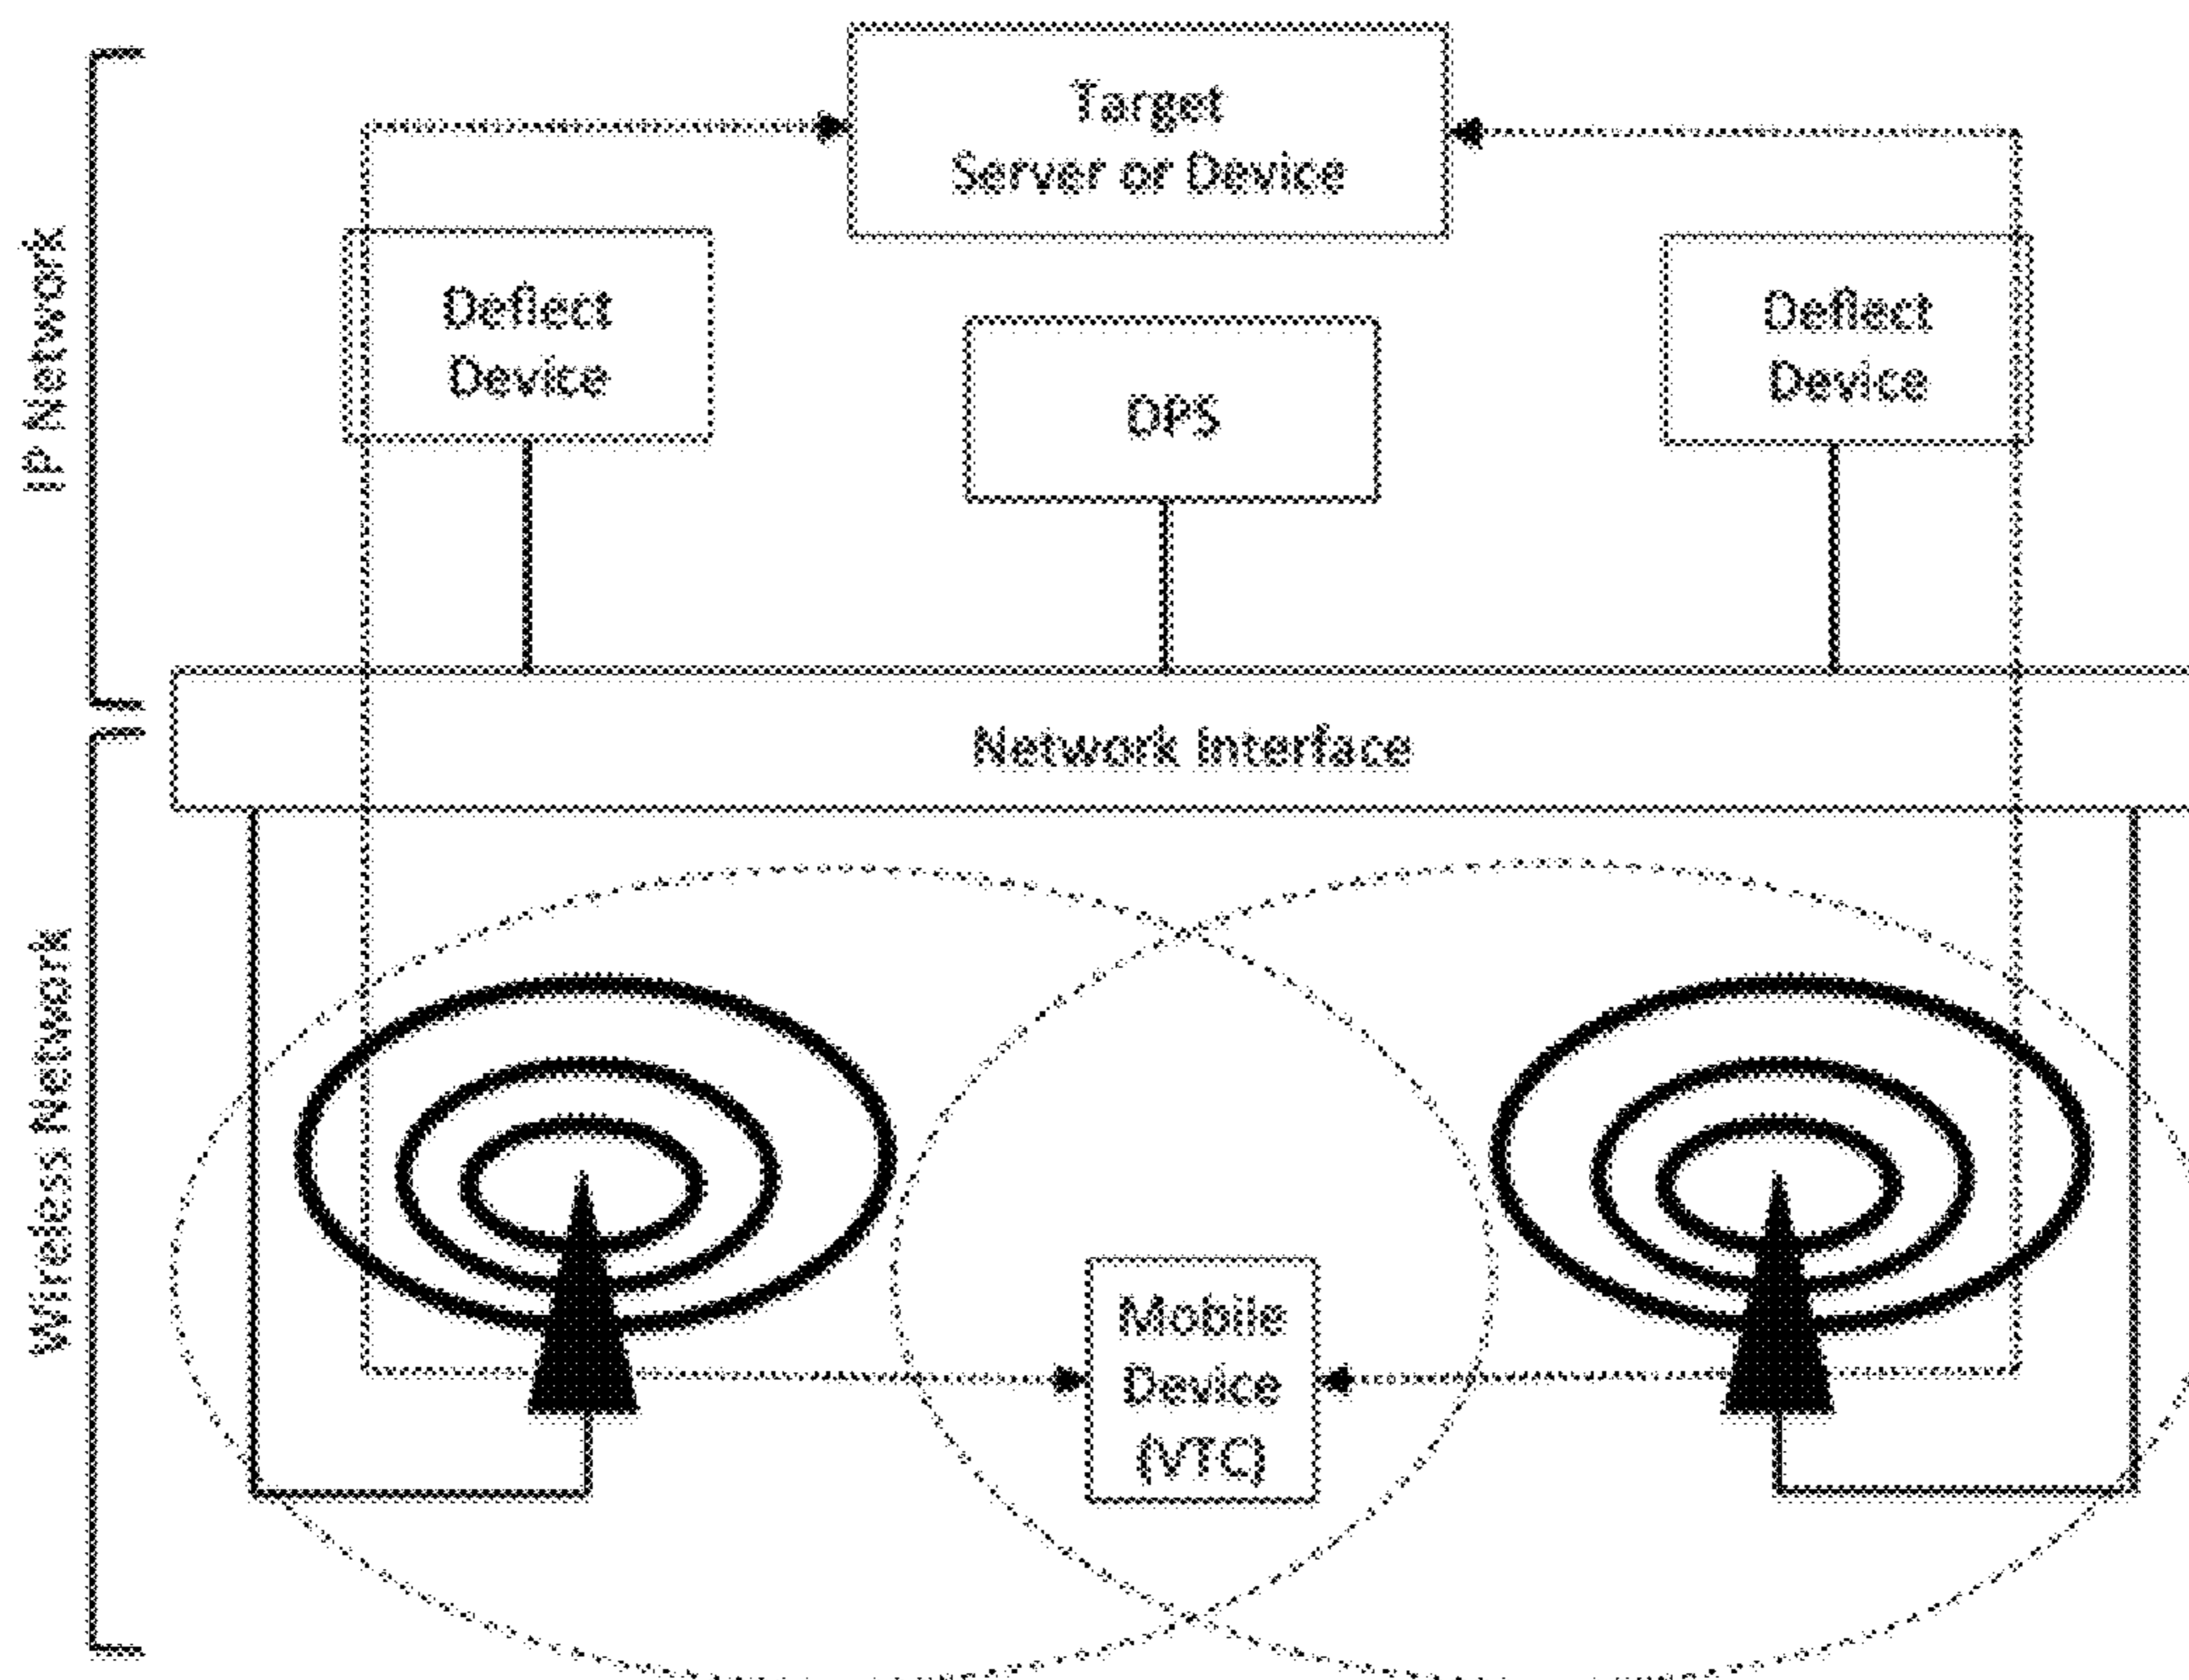 Target
Server or Device
Deflect
Device
DPS
Deflect
Device
IP Network
Network Interface
Wireless Network
Mobile
Device
(VTC)